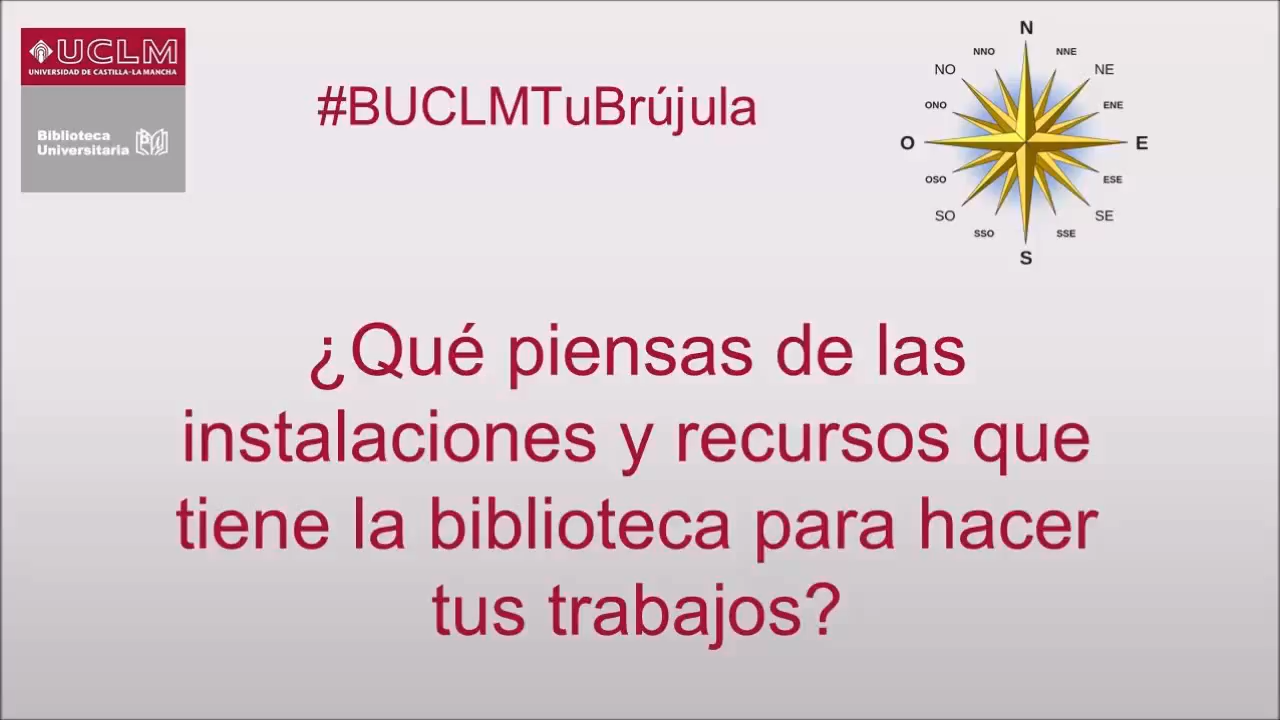 UCLM
UNIVERSIDAD DE CASTILLA-LA MANCHA
Biblioteca
Universitaria
#BUCLMTuBrújula
N
NNO NNE
NO NE
ONO ENE
O E
OSO ESE
SO SE
SSO SSE
S
¿Qué piensas de las
instalaciones y recursos que
tiene la biblioteca para hacer
tus trabajos?